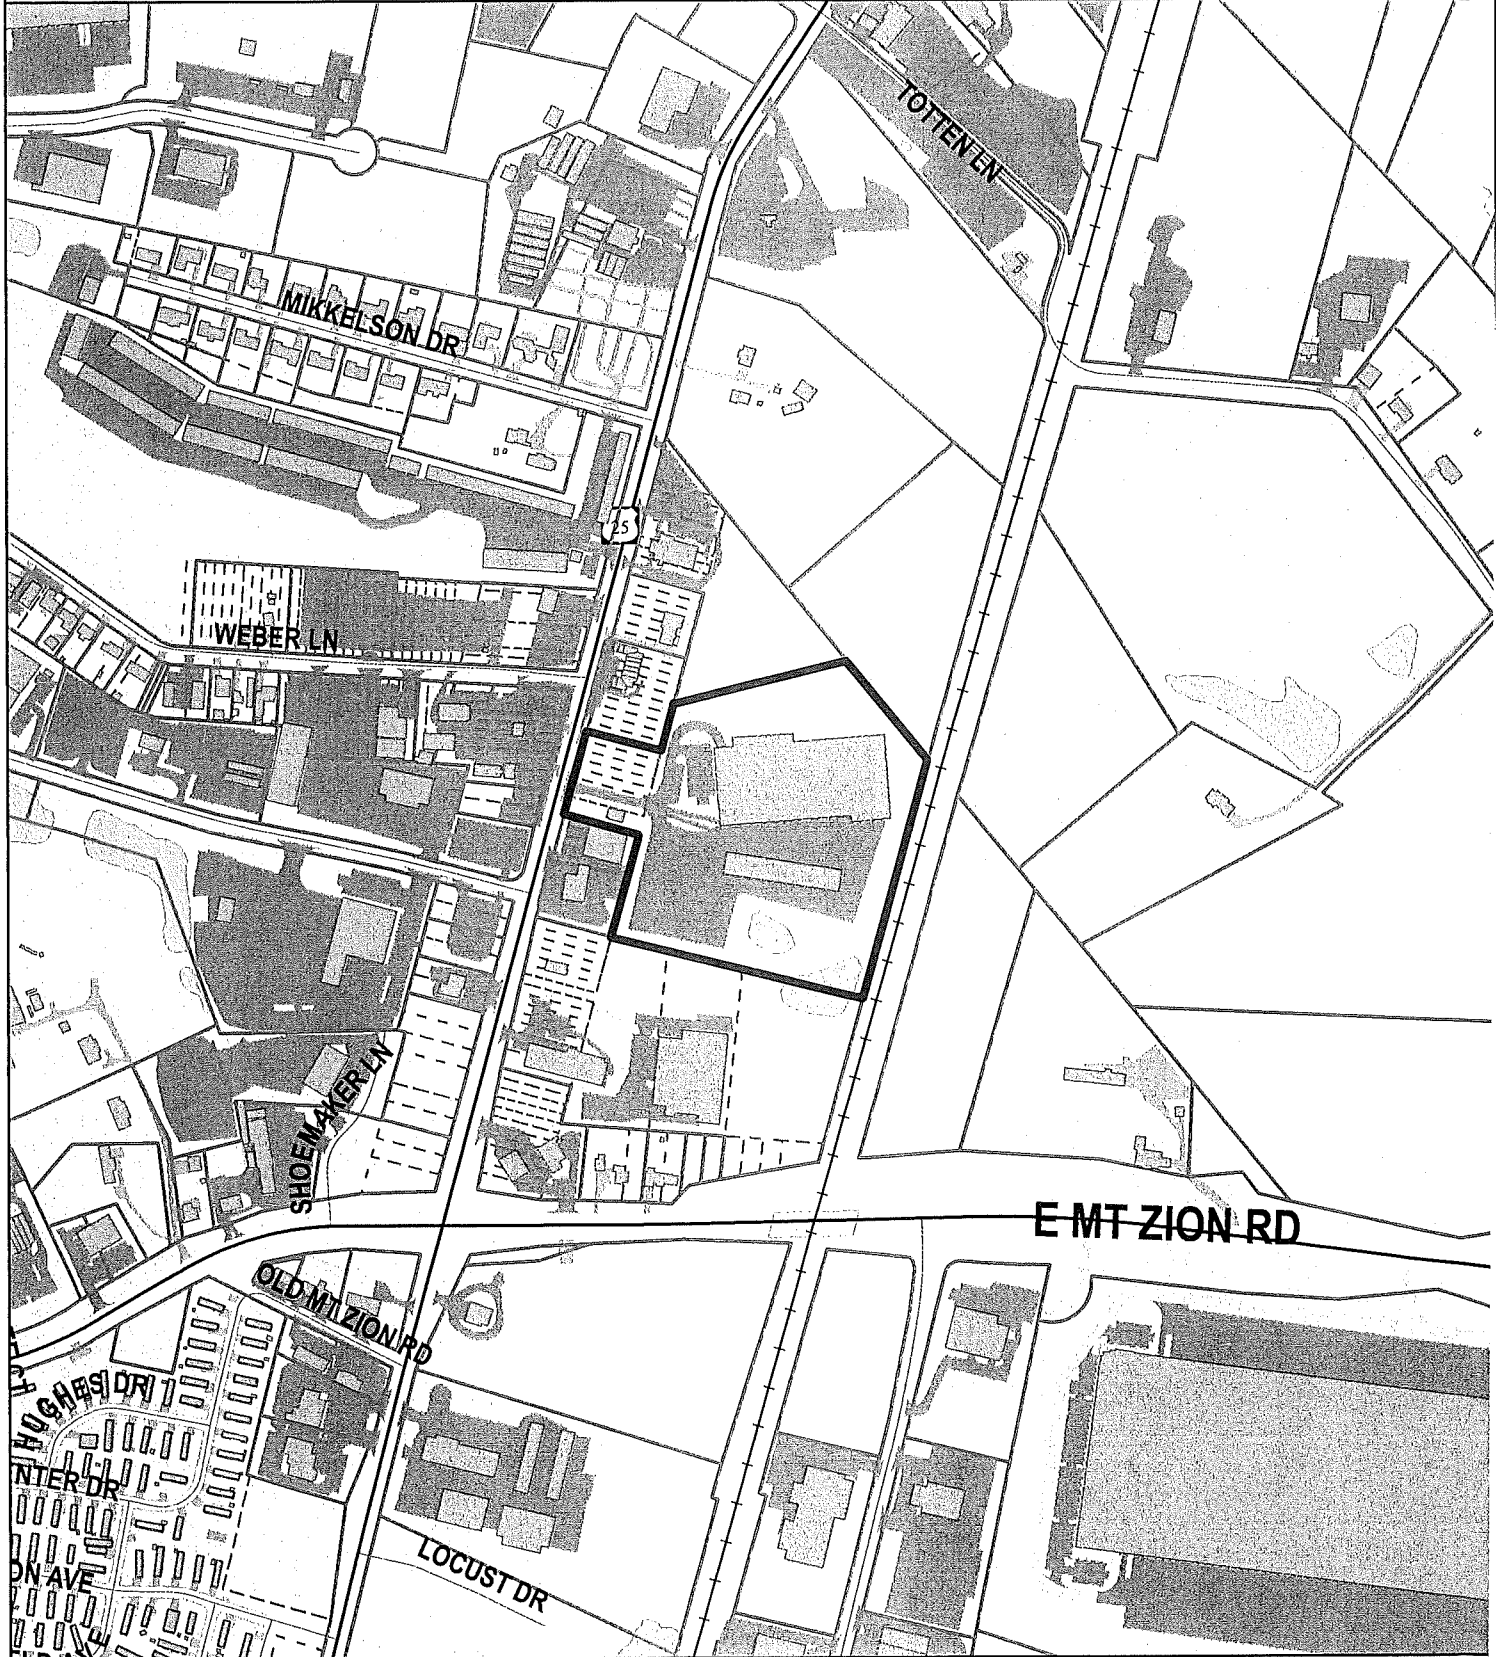 TOTTEN LN
MIKKELSON DR
25
WEBER LN
SHOEMAKER LN
E MT ZION RD
OLD MT ZION RD
HUGHES DR
NTER DR
LOCUST DR
ON AVE